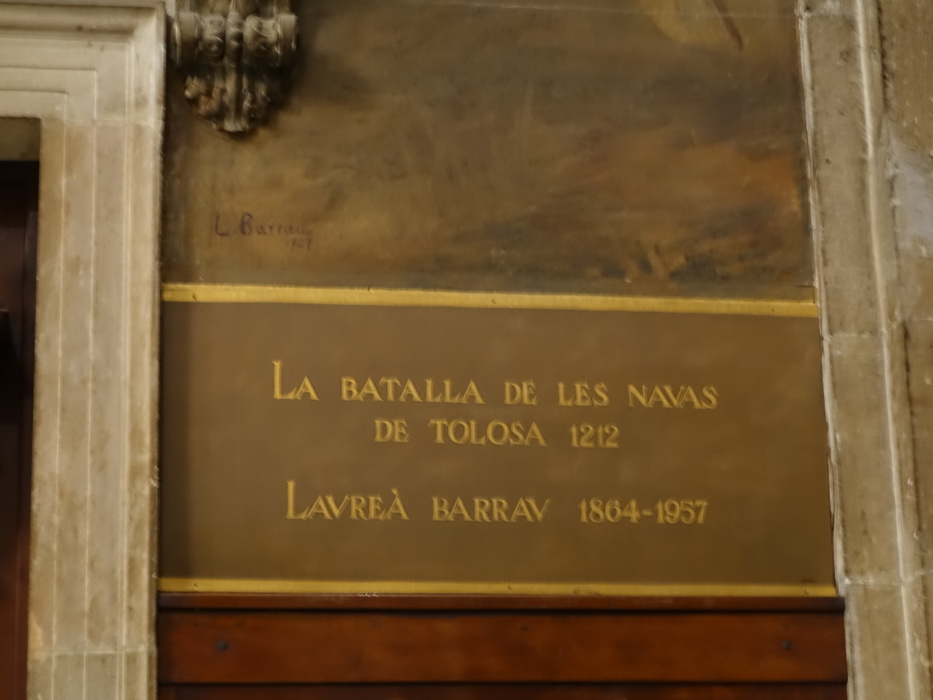 L Barrau
LA BATALLA DE LES NAVAS
DE TOLOSA 1212
LAVREÀ BARRAV 1864-1957